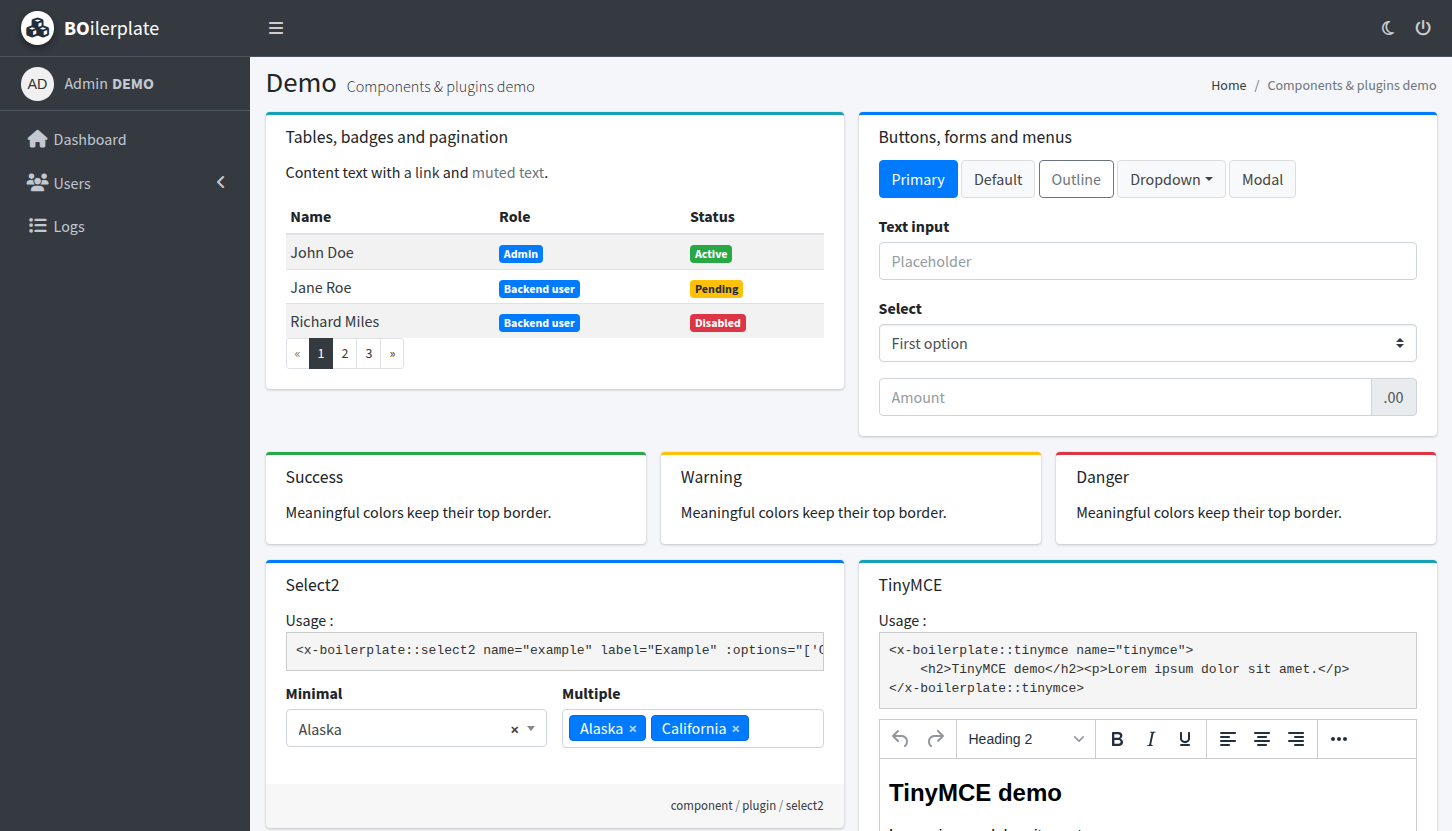 BOilerplate
AD Admin DEMO
Dashboard
Users
Logs
Demo Components & plugins demo
Home / Components & plugins demo
Tables, badges and pagination
Content text with a link and muted text.
Name Role Status
John Doe Admin Active
Jane Roe Backend user Pending
Richard Miles Backend user Disabled
« 1 2 3 »
Buttons, forms and menus
Primary Default Outline Dropdown Modal
Text input
Placeholder
Select
First option
Amount .00
Success
Meaningful colors keep their top border.
Warning
Meaningful colors keep their top border.
Danger
Meaningful colors keep their top border.
Select2
Usage :
<x-boilerplate::select2 name="example" label="Example" :options="['
Minimal Multiple
Alaska × Alaska × California ×
component / plugin / select2
TinyMCE
Usage :
<x-boilerplate::tinymce name="tinymce">
<h2>TinyMCE demo</h2><p>Lorem ipsum dolor sit amet.</p>
</x-boilerplate::tinymce>
Heading 2 B I U
TinyMCE demo